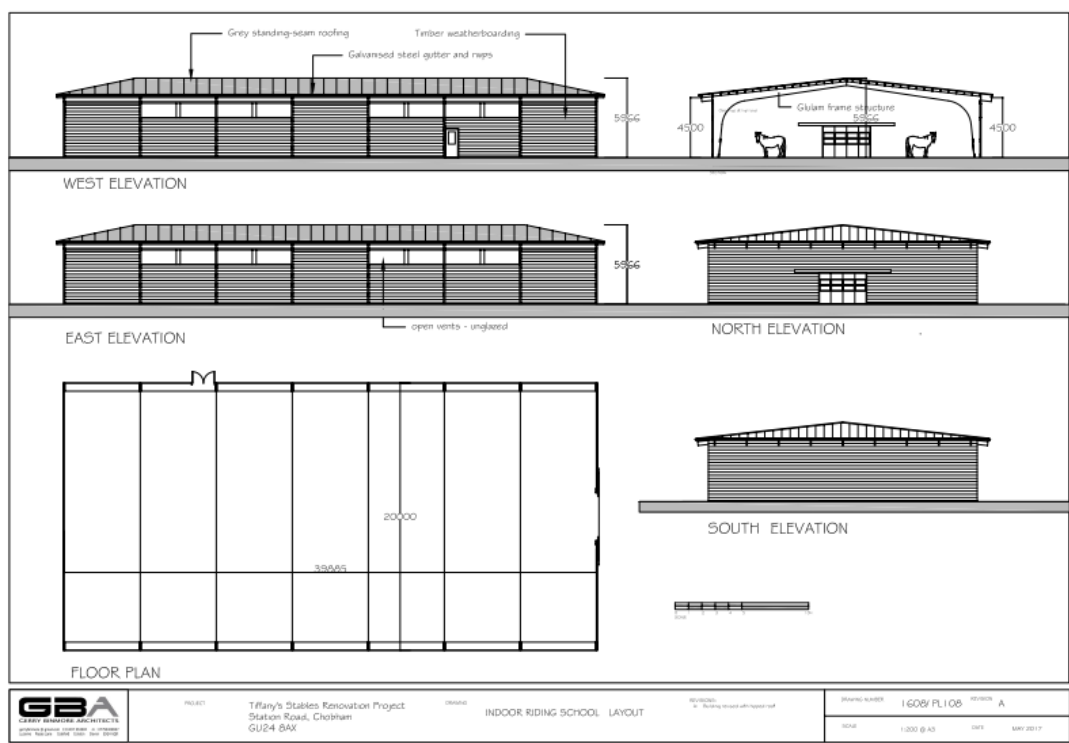 Grey standing-seam roofing
Timber weatherboarding
Galvanised steel gutter and rwps
5966
4500
Glulam frame structure
5966
4500
WEST ELEVATION
5966
open vents - unglazed
EAST ELEVATION
NORTH ELEVATION
20000
39885
SOUTH ELEVATION
FLOOR PLAN
GBA
GERRY BINMORE ARCHITECTS
PROJECT
Tiffany's Stables Renovation Project
Station Road, Chobham
GU24 8AX
DRAWING
INDOOR RIDING SCHOOL LAYOUT
REVISIONS
A
DRAWING NUMBER
1608/ PL108
REVISION
A
SCALE
1:200 @ A3
DATE
MAY 2017